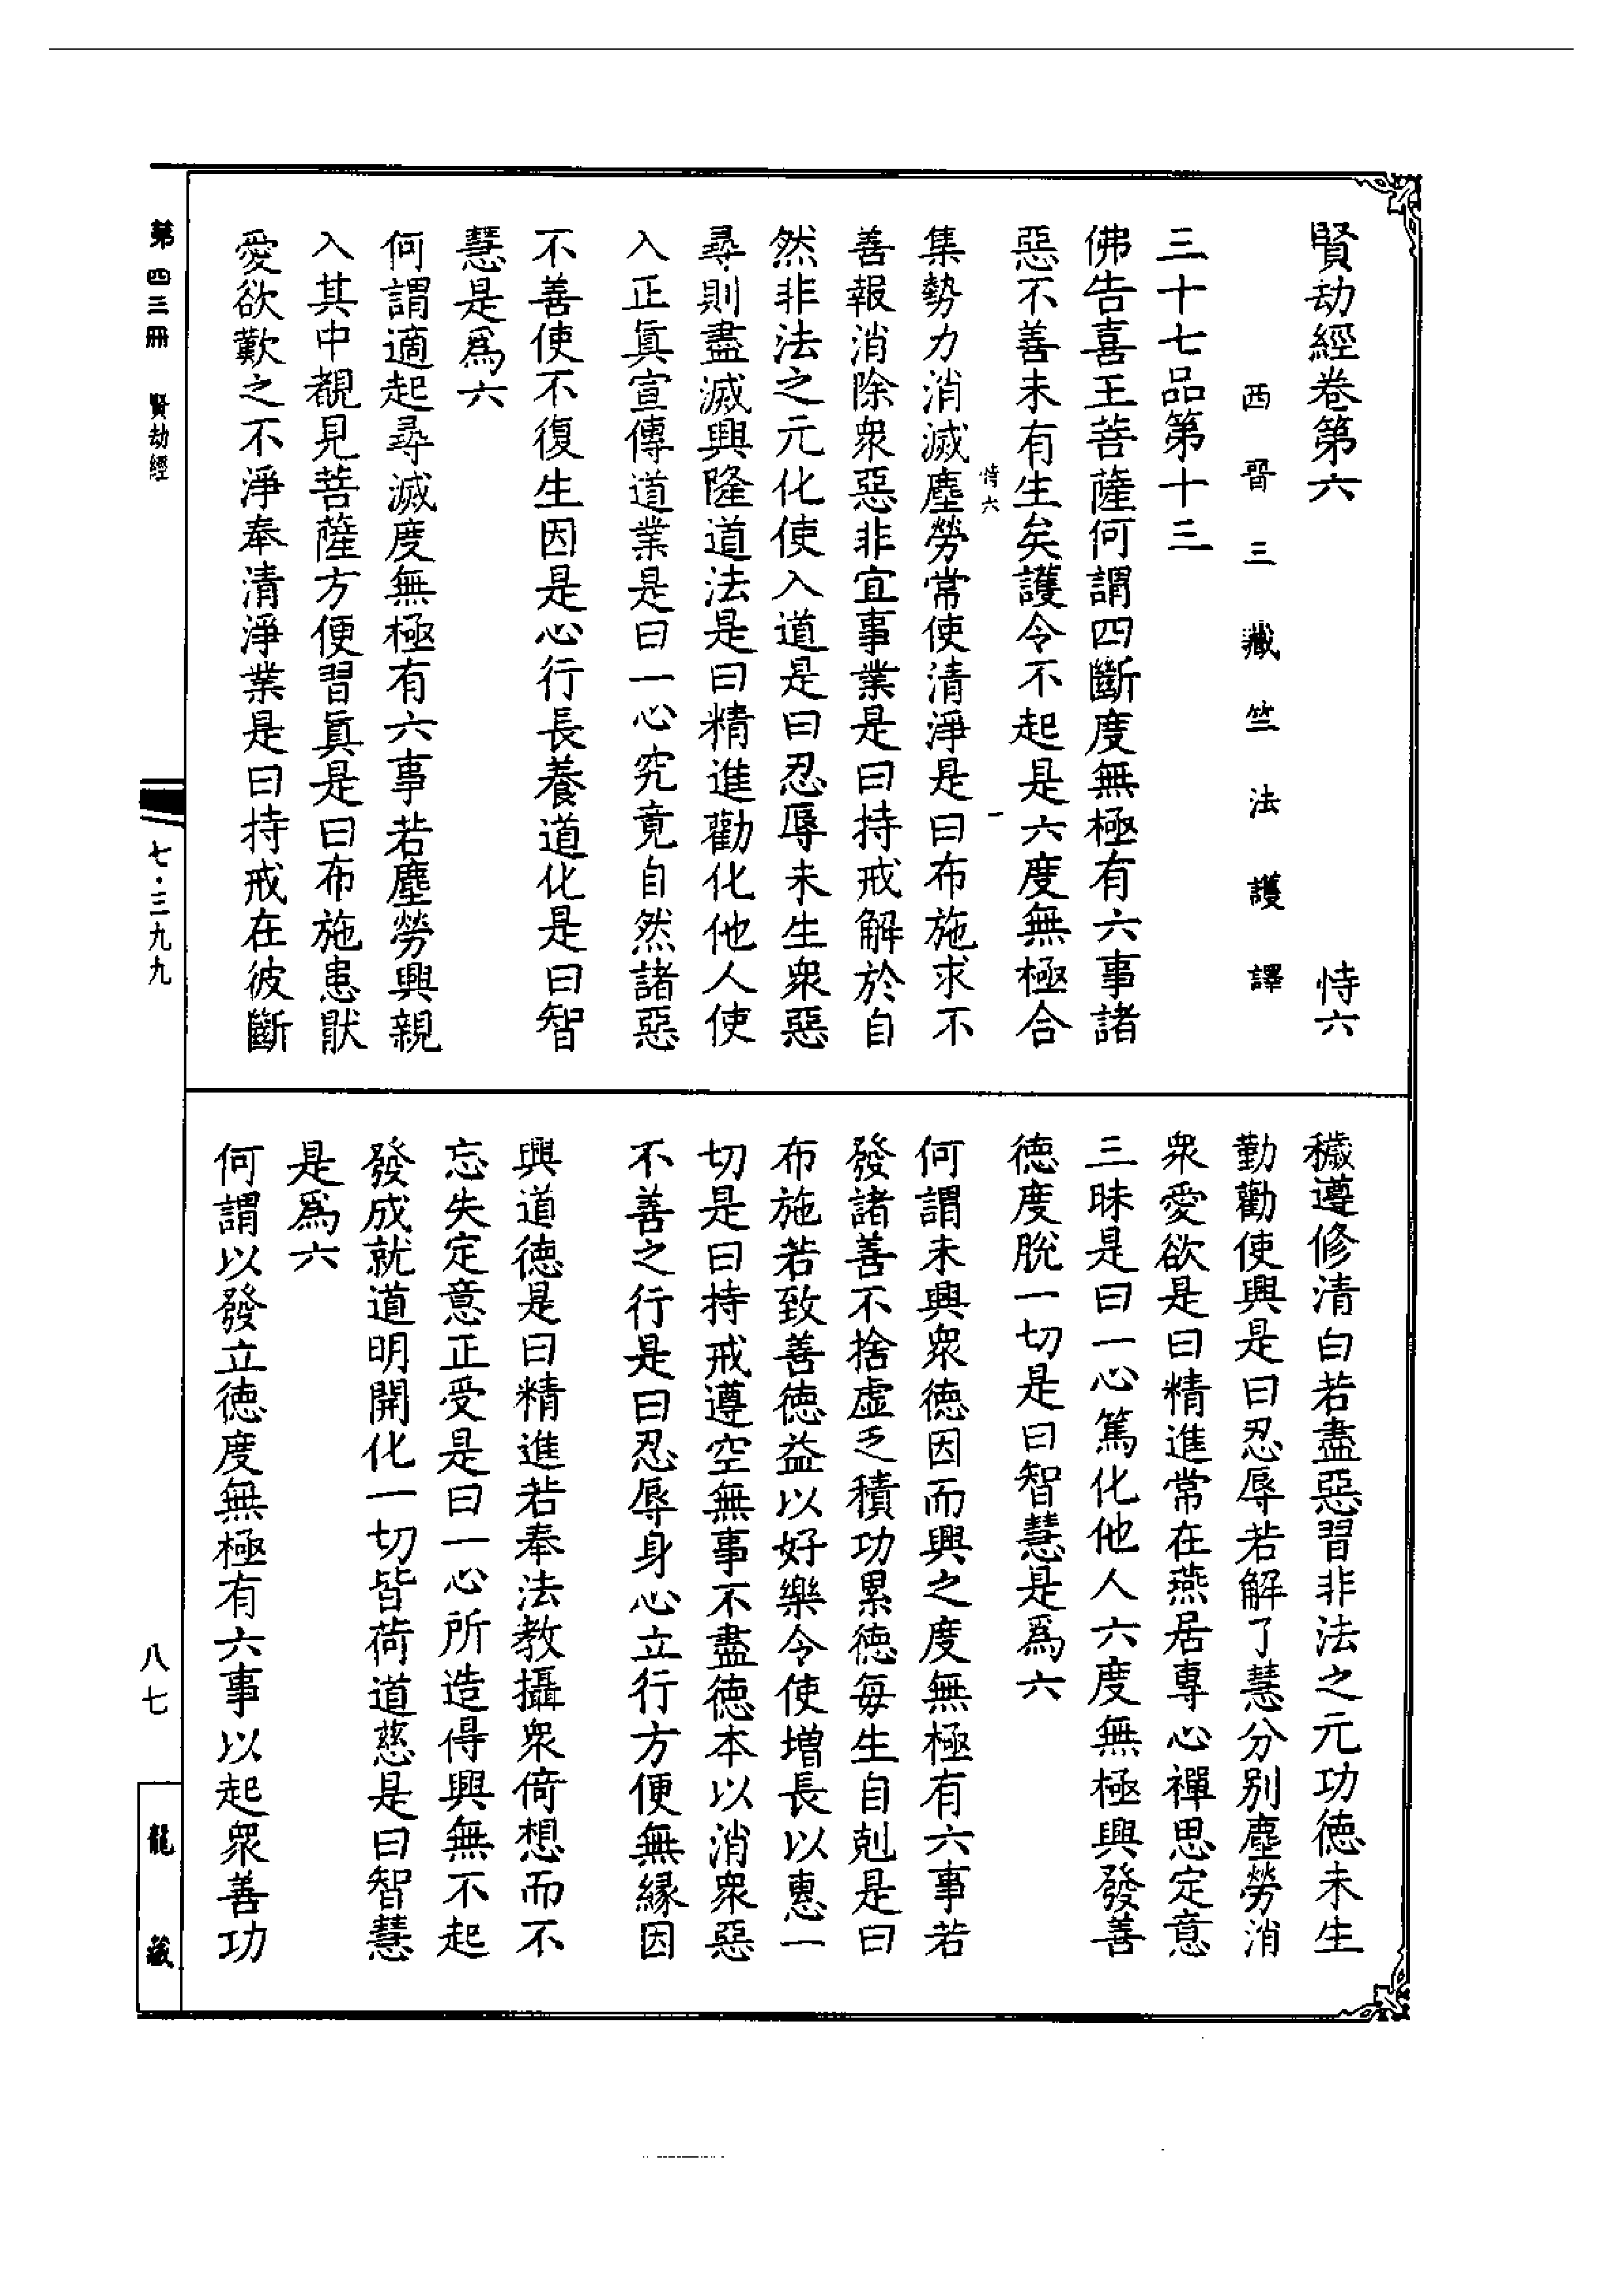 賢劫經卷第六 恃六
西晉三藏竺法護譯
三十七品第十三
佛告喜王菩薩何謂四斷度無極有六事諸
惡不善未有生矣護令不起是六度無極合
恃六 一
集勢力消滅塵勞常使清淨是曰布施求不
善報消除衆惡非宜事業是曰持戒解於自
然非法之元化使入道是曰忍辱未生衆惡
尋則盡滅興隆道法是曰精進勸化他人使
入正眞宣傳道業是曰一心究竟自然諸惡
不善使不復生因是心行長養道化是曰智
慧是爲六
何謂適起尋滅度無極有六事若塵勞興親
入其中覩見菩薩方便習眞是曰布施患猒
愛欲歎之不淨奉清淨業是曰持戒在彼斷
穢遵修清白若盡惡習非法之元功德未生
勤勸使興是曰忍辱若解了慧分別塵勞消
衆愛欲是曰精進常在燕居專心禪思定意
三昧是曰一心篤化他人六度無極興發善
德度脫一切是曰智慧是爲六
何謂未興衆德因而興之度無極有六事若
發諸善不捨虛乏積功累德每生自剋是曰
布施若致善德益以好樂令使增長以惠一
切是曰持戒遵空無事不盡德本以消衆惡
不善之行是曰忍辱身心立行方便無緣因
興道德是曰精進若奉法教攝衆倚想而不
忘失定意正受是曰一心所造得興無不起
發成就道明開化一切皆荷道慈是曰智慧
是爲六
何謂以發立德度無極有六事以起衆善功
第四三冊 賢劫經
七·三九九
八七
龍藏